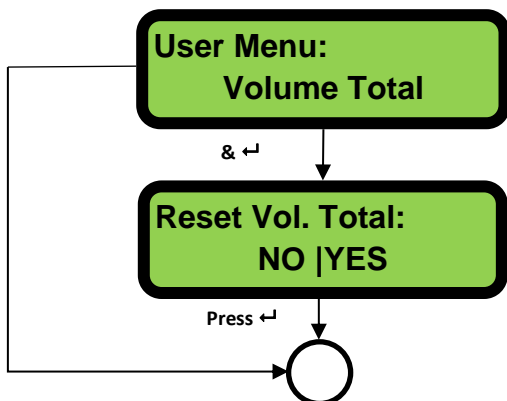 User Menu:
Volume Total
& ↵
Reset Vol. Total:
NO |YES
Press ↵